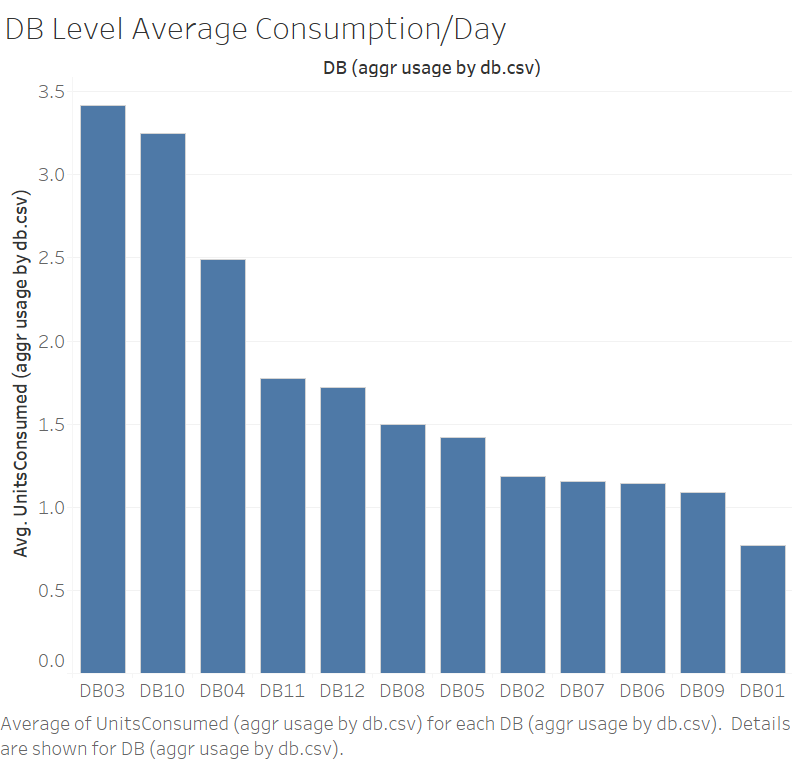 DB Level Average Consumption/Day
DB (aggr usage by db.csv)
Avg. UnitsConsumed (aggr usage by db.csv)
3.5
3.0
2.5
2.0
1.5
1.0
0.5
0.0
DB03 DB10 DB04 DB11 DB12 DB08 DB05 DB02 DB07 DB06 DB09 DB01
Average of UnitsConsumed (aggr usage by db.csv) for each DB (aggr usage by db.csv).  Details
are shown for DB (aggr usage by db.csv).